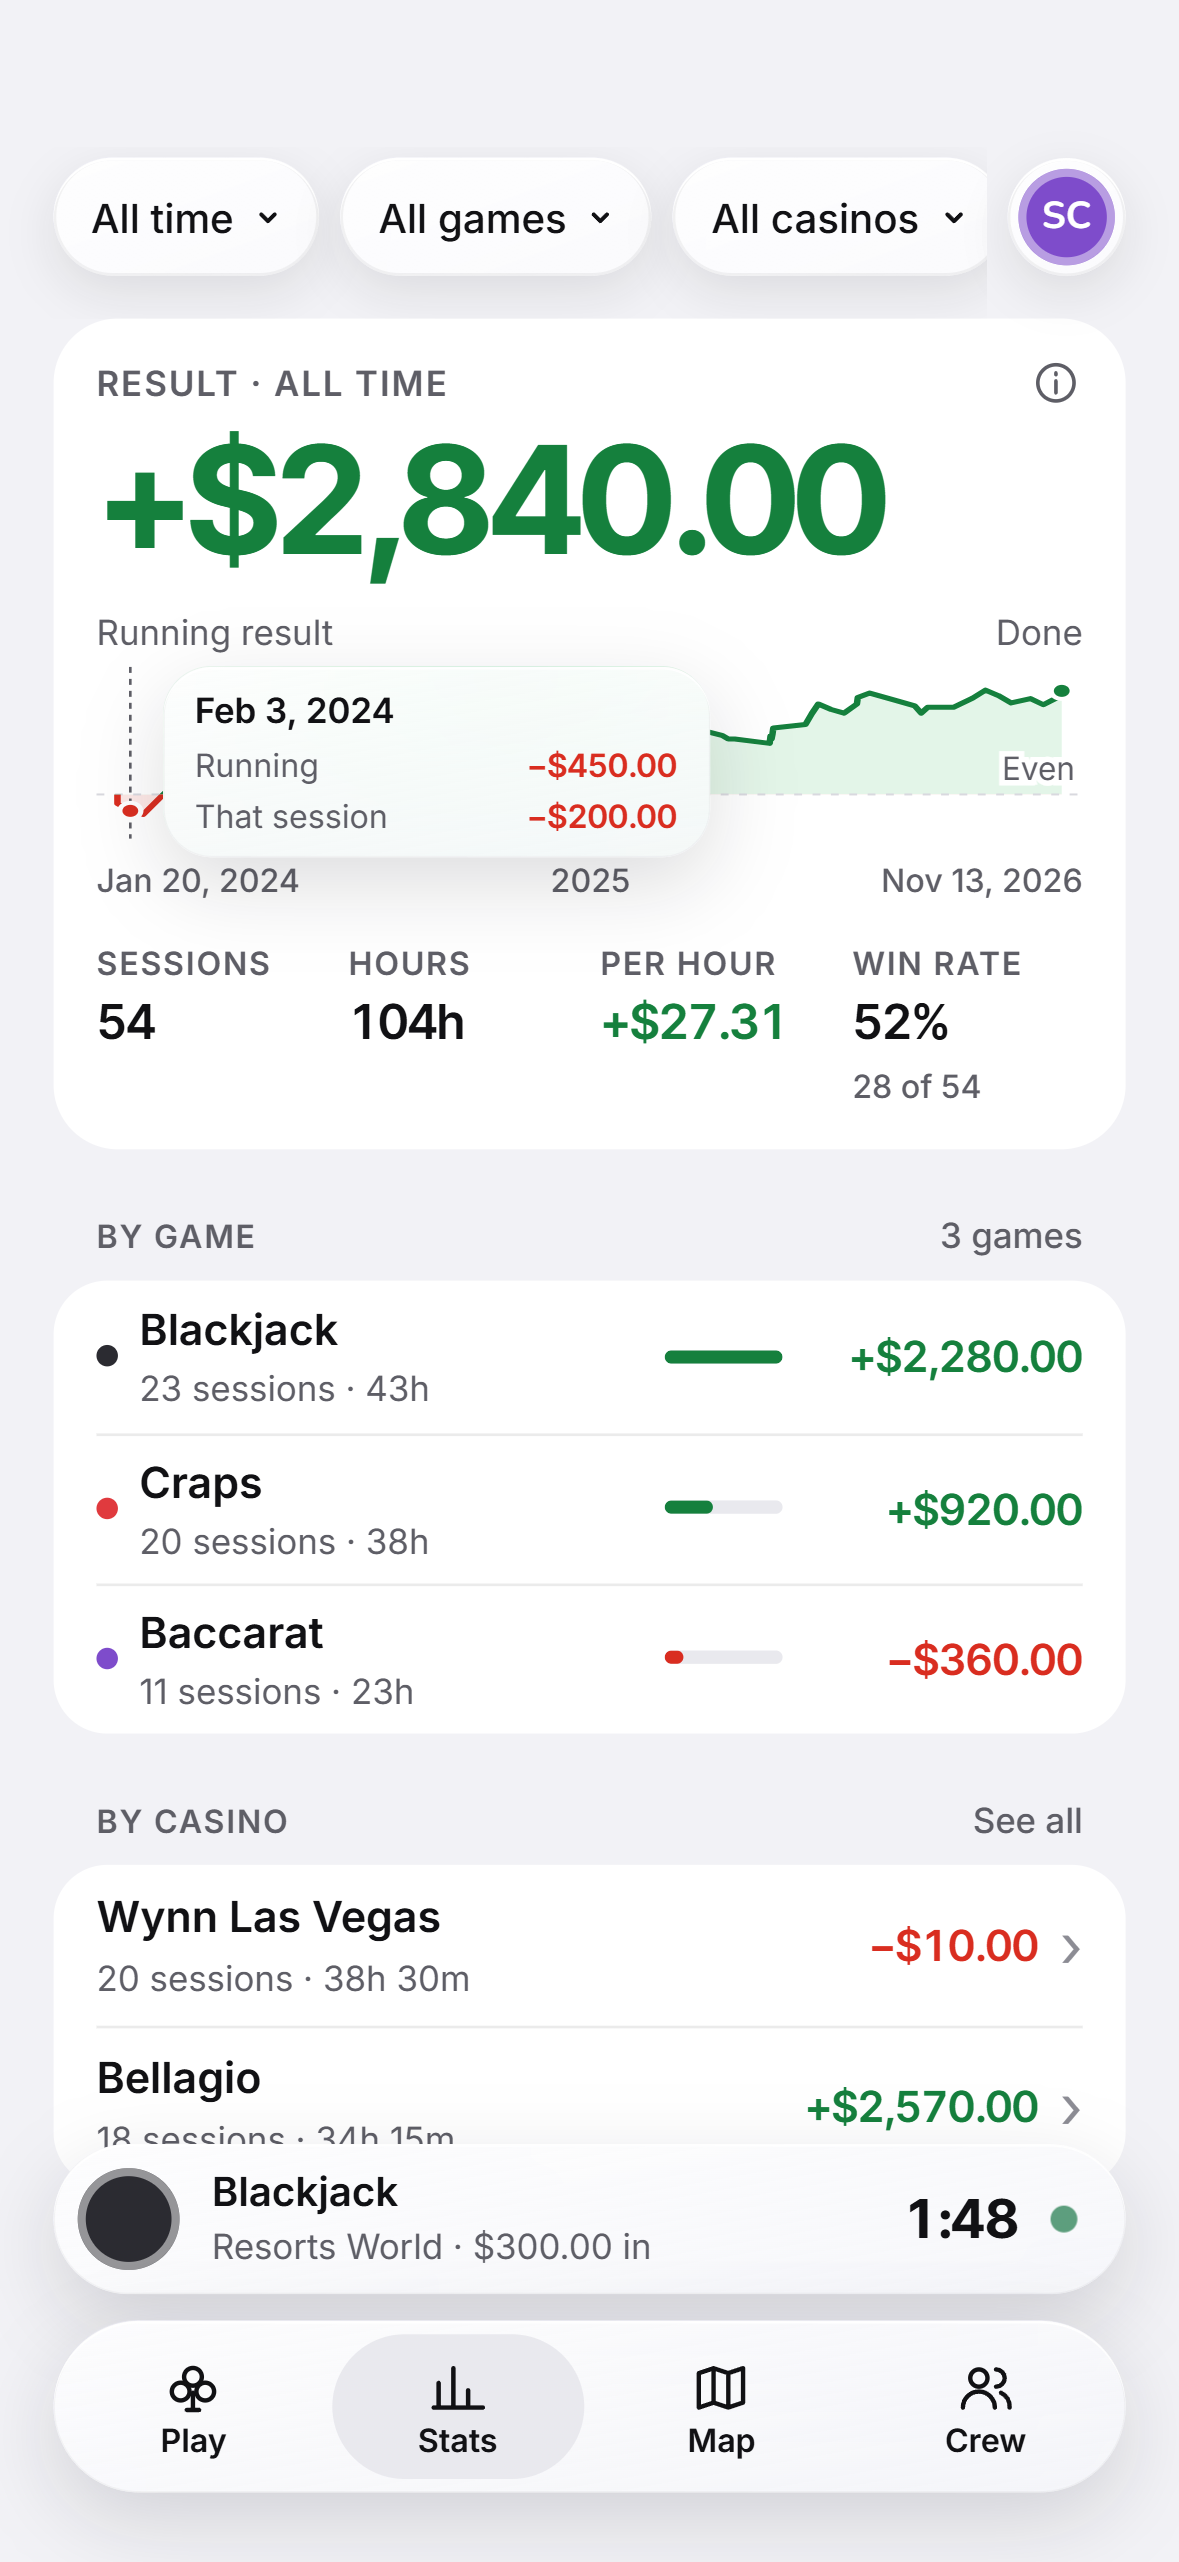 All time
All games
All casinos
SC
RESULT · ALL TIME
+$2,840.00
Running result
Done
Feb 3, 2024
Running
−$450.00
That session
−$200.00
Even
Jan 20, 2024
2025
Nov 13, 2026
SESSIONS
HOURS
PER HOUR
WIN RATE
54
104h
+$27.31
52%
28 of 54
BY GAME
3 games
Blackjack
23 sessions · 43h
+$2,280.00
Craps
20 sessions · 38h
+$920.00
Baccarat
11 sessions · 23h
−$360.00
BY CASINO
See all
Wynn Las Vegas
20 sessions · 38h 30m
−$10.00
Bellagio
18 sessions · 34h 15m
+$2,570.00
Blackjack
Resorts World · $300.00 in
1:48
Play
Stats
Map
Crew